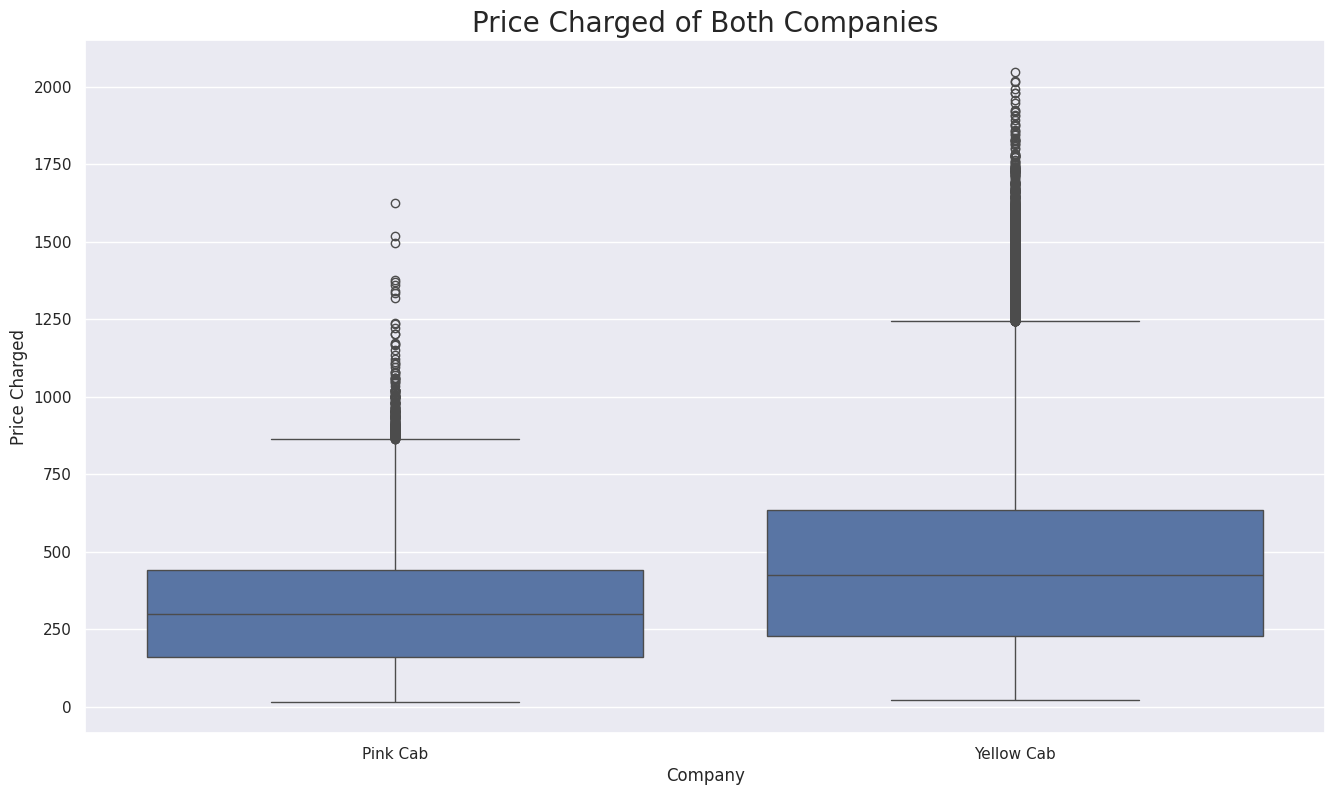 Price Charged of Both Companies
2000
1750
1500
1250
1000
750
500
250
0
Price Charged
Pink Cab
Yellow Cab
Company